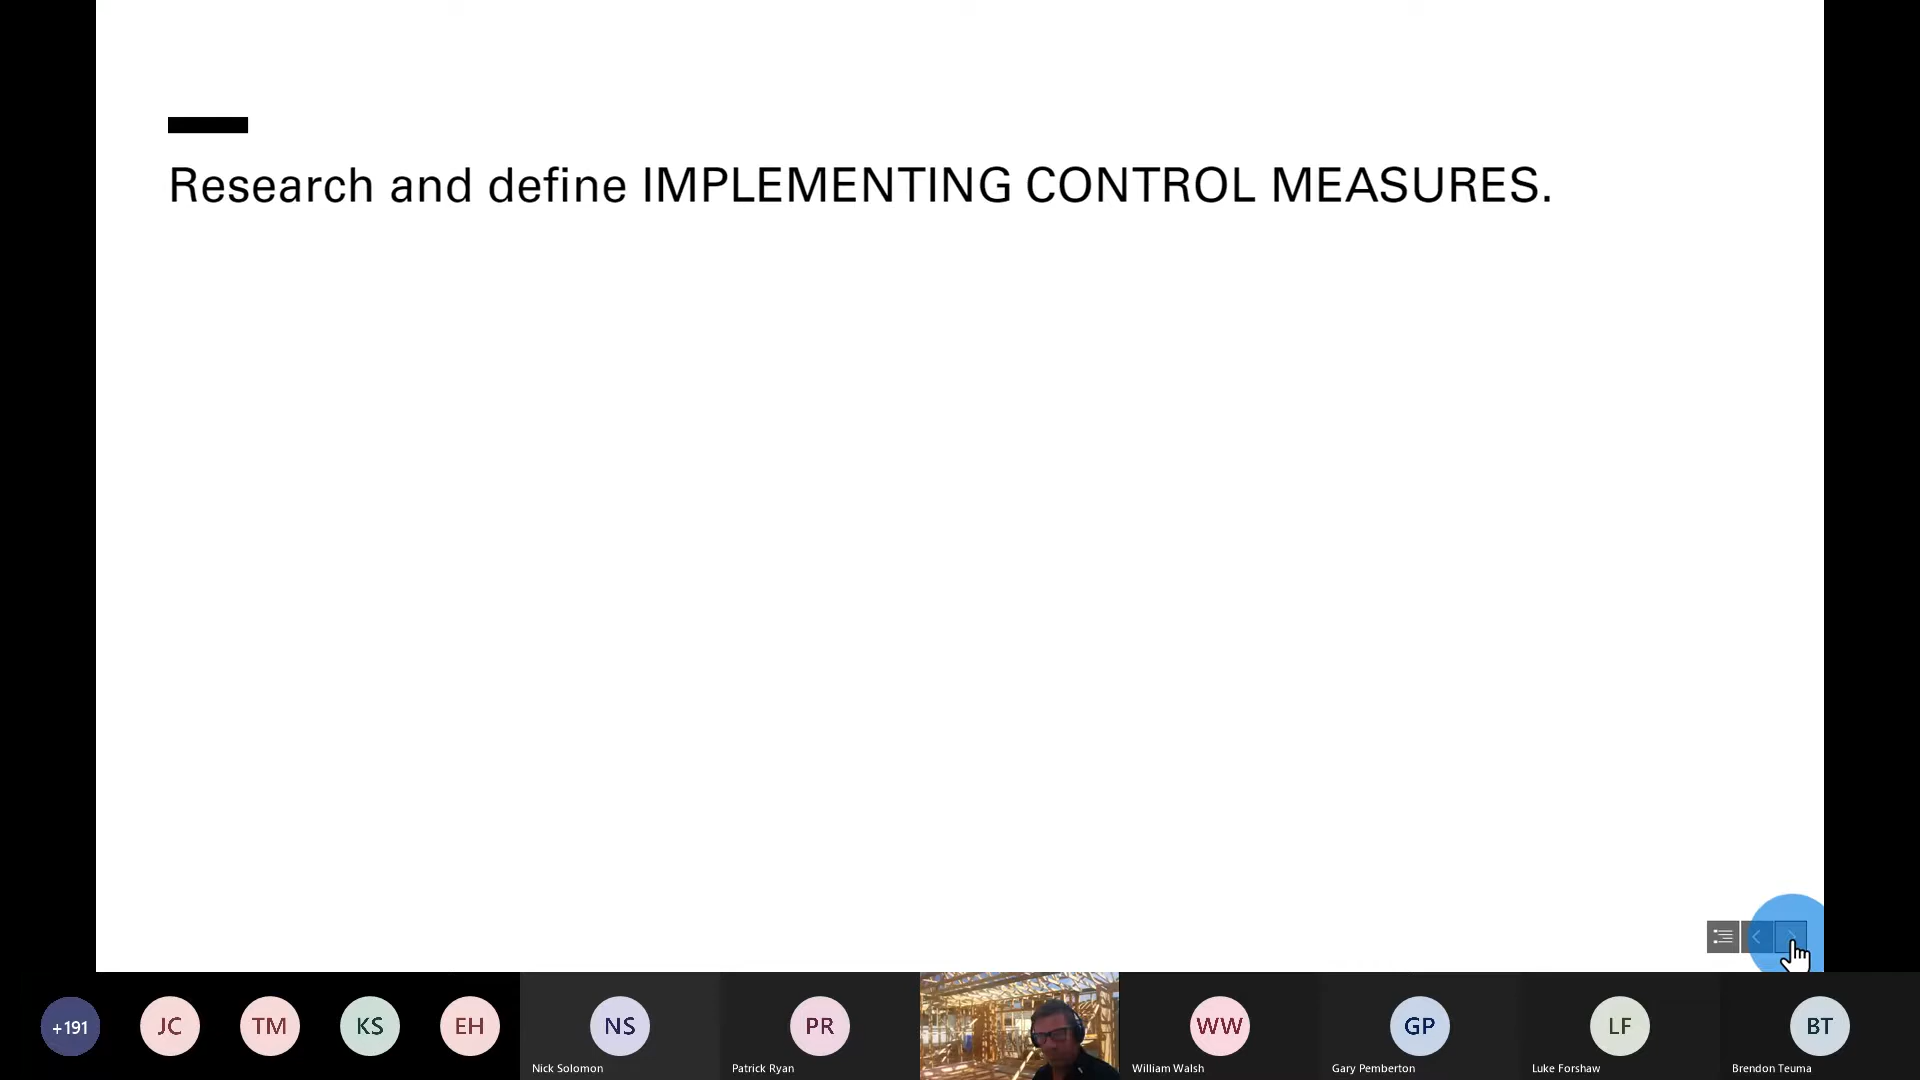 Research and define IMPLEMENTING CONTROL MEASURES.
+191
JC
TM
KS
EH
NS
PR
WW
GP
LF
BT
Nick Solomon
Patrick Ryan
William Walsh
Gary Pemberton
Luke Forshaw
Brendon Teuma